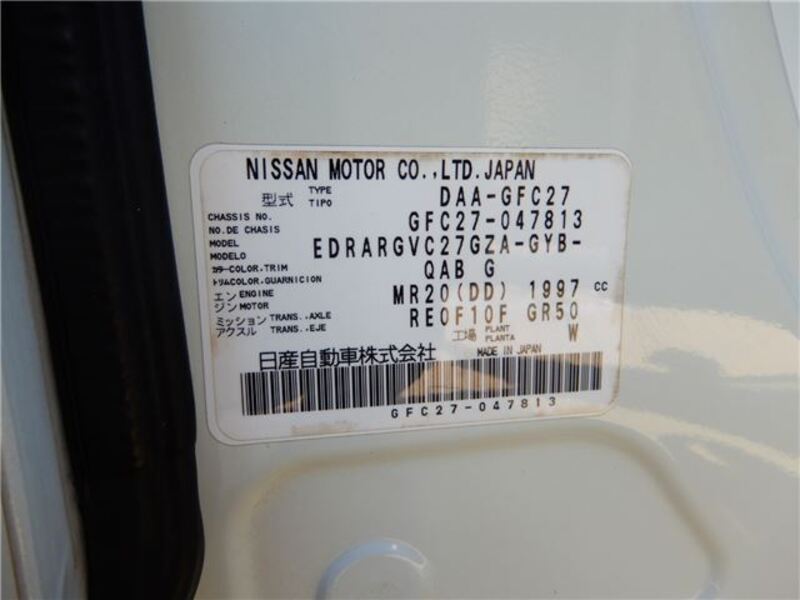 NISSAN MOTOR CO.,LTD.JAPAN
型式 TYPE TIPO DAA-GFC27
CHASSIS NO. NO.DE CHASIS GFC27-047813
MODEL MODELO EDRARGVC27GZA-GYB-
カラー COLOR,TRIM トリム COLOR,GUARNICION QAB G
エンジン ENGINE MOTOR MR20(DD) 1997 cc
ミッション TRANS.,AXLE アクスル TRANS.,EJE RE0F10F GR50
工場 PLANT PLANTA W
日産自動車株式会社 MADE IN JAPAN
GFC27-047813